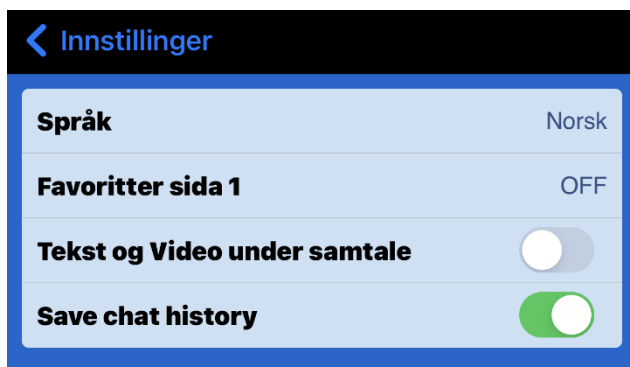 Innstillinger
Språk Norsk
Favoritter sida 1 OFF
Tekst og Video under samtale
Save chat history